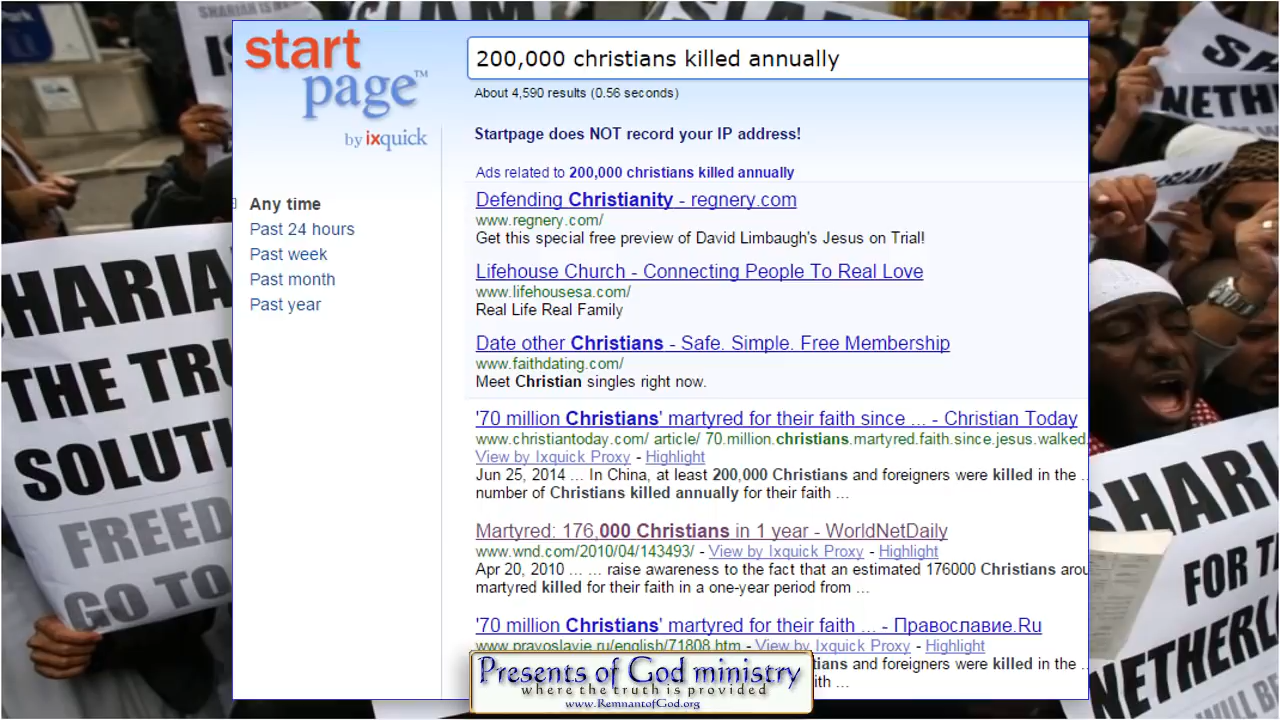 start
page™
by ixquick
200,000 christians killed annually
About 4,590 results (0.56 seconds)
Startpage does NOT record your IP address!
Any time
Past 24 hours
Past week
Past month
Past year
Ads related to 200,000 christians killed annually
Defending Christianity - regnery.com
www.regnery.com/
Get this special free preview of David Limbaugh's Jesus on Trial!
Lifehouse Church - Connecting People To Real Love
www.lifehousesa.com/
Real Life Real Family
Date other Christians - Safe. Simple. Free Membership
www.faithdating.com/
Meet Christian singles right now.
'70 million Christians' martyred for their faith since ... - Christian Today
www.christiantoday.com/ article/ 70.million.christians.martyred.faith.since.jesus.walked.
View by Ixquick Proxy - Highlight
Jun 25, 2014 ... In China, at least 200,000 Christians and foreigners were killed in the ...
number of Christians killed annually for their faith ...
Martyred: 176,000 Christians in 1 year - WorldNetDaily
www.wnd.com/2010/04/143493/ - View by Ixquick Proxy - Highlight
Apr 20, 2010 ... ... raise awareness to the fact that an estimated 176000 Christians
martyred killed for their faith in a one-year period from ...
'70 million Christians' martyred for their faith ... - Православие.Ru
www.pravoslavie.ru/english/71808.htm - View by Ixquick Proxy - Highlight
and foreigners were killed in the ...
Presents of God ministry
where the truth is provided
www.RemnantofGod.org
THE
FREED
GO TO
FOR